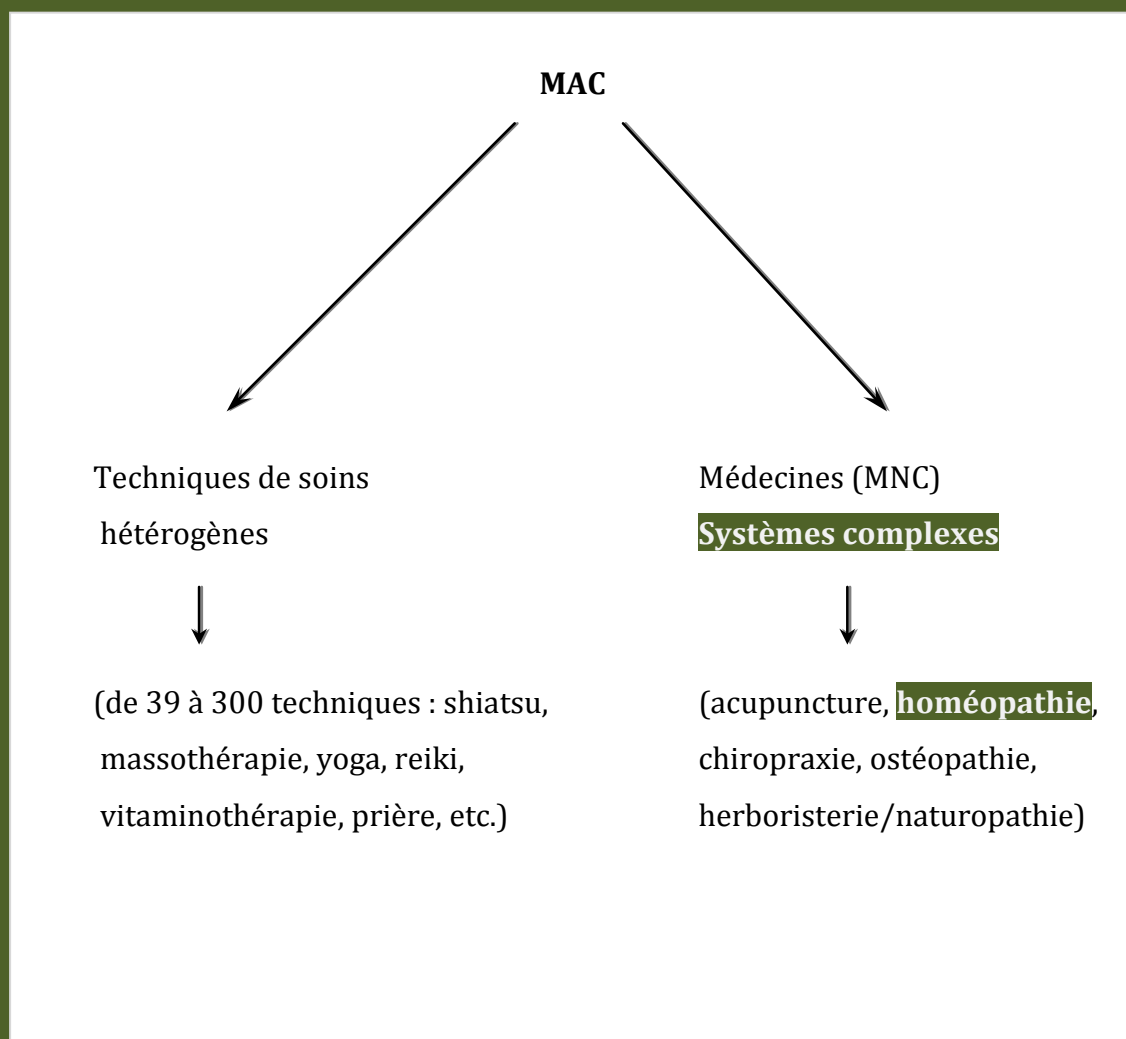 MAC
Techniques de soins
hétérogènes
(de 39 à 300 techniques : shiatsu,
massothérapie, yoga, reiki,
vitaminothérapie, prière, etc.)
Médecines (MNC)
Systèmes complexes
(acupuncture, homéopathie,
chiropraxie, ostéopathie,
herboristerie/naturopathie)